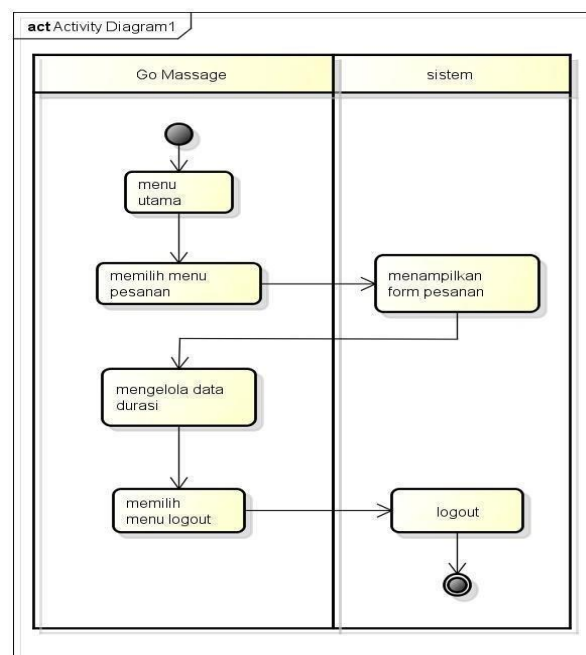 act Activity Diagram1
Go Massage
sistem
menu
utama
memilih menu
pesanan
menampilkan
form pesanan
mengelola data
durasi
memilih
menu logout
logout